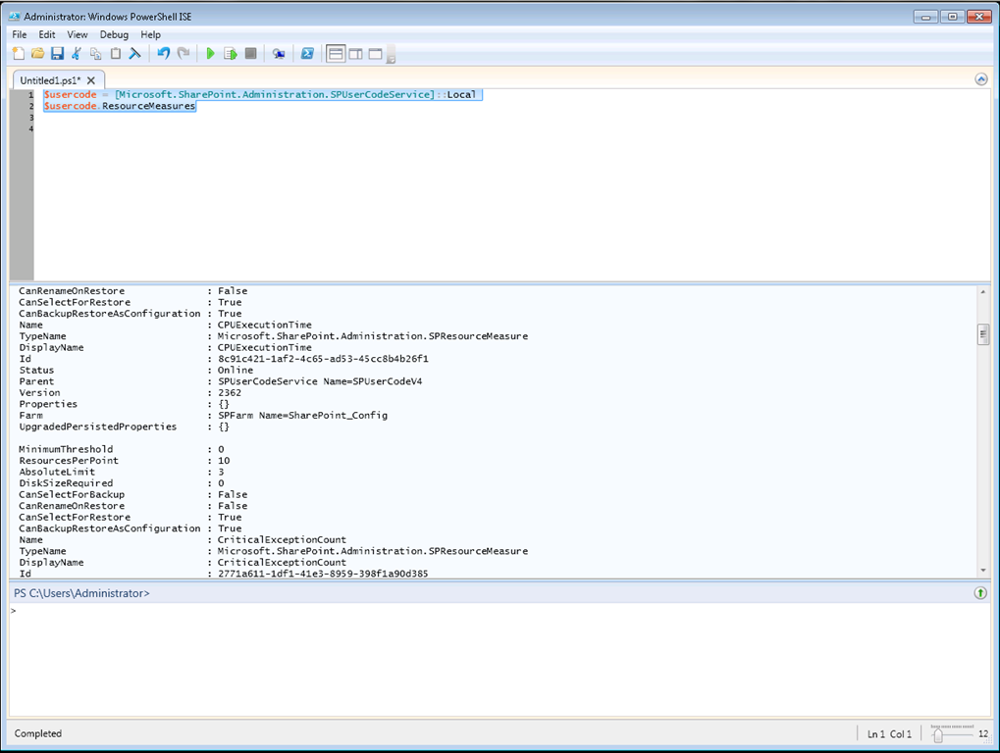 Administrator: Windows PowerShell ISE
File Edit View Debug Help
Untitled1.ps1* X
1 $usercode = [Microsoft.SharePoint.Administration.SPUserCodeService]::Local
2 $usercode.ResourceMeasures
3
4
CanRenameOnRestore : False
CanSelectForRestore : True
CanBackupRestoreAsConfiguration : True
Name : CPUExecutionTime
TypeName : Microsoft.SharePoint.Administration.SPResourceMeasure
DisplayName : CPUExecutionTime
Id : 8c91c421-1af2-4c65-ad53-45cc8b4b26f1
Status : Online
Parent : SPUserCodeService Name=SPUserCodeV4
Version : 2362
Properties : {}
Farm : SPFarm Name=SharePoint_Config
UpgradedPersistedProperties : {}
MinimumThreshold : 0
ResourcesPerPoint : 10
AbsoluteLimit : 3
DiskSizeRequired : 0
CanSelectForBackup : False
CanRenameOnRestore : False
CanSelectForRestore : True
CanBackupRestoreAsConfiguration : True
Name : CriticalExceptionCount
TypeName : Microsoft.SharePoint.Administration.SPResourceMeasure
DisplayName : CriticalExceptionCount
Id : 2771a611-1df1-41e3-8959-398f1a90d385
PS C:\Users\Administrator>
>
Completed Ln 1 Col 1 12